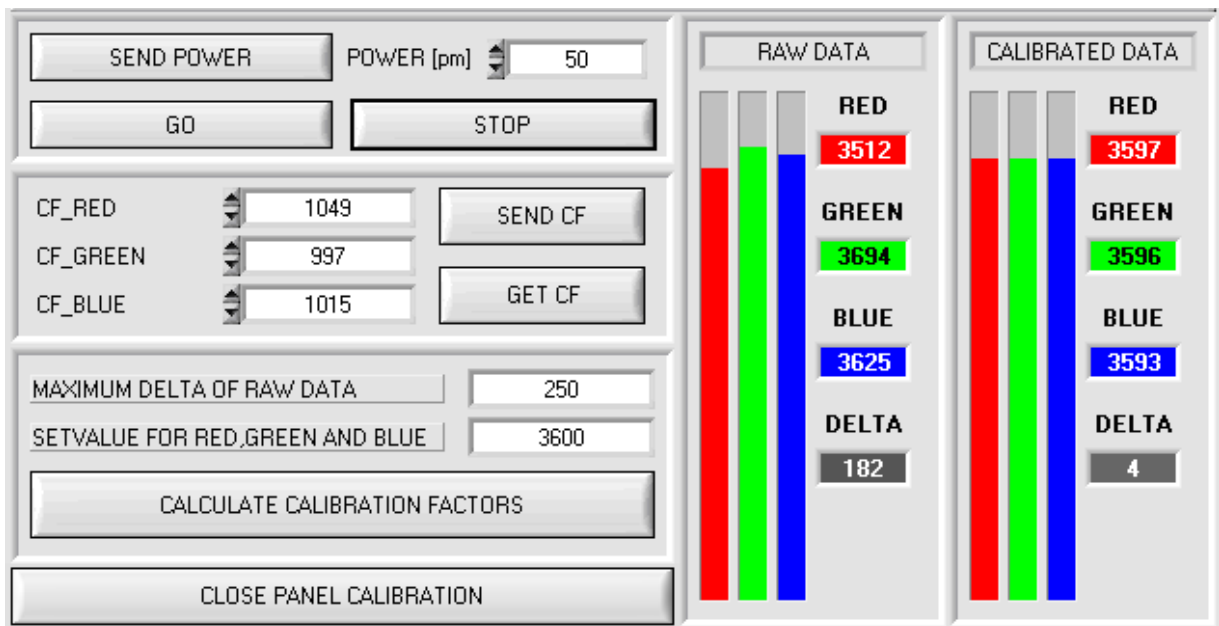 SEND POWER
POWER [pm]
50
GO
STOP
CF_RED
1049
SEND CF
CF_GREEN
997
CF_BLUE
1015
GET CF
MAXIMUM DELTA OF RAW DATA
250
SETVALUE FOR RED,GREEN AND BLUE
3600
CALCULATE CALIBRATION FACTORS
CLOSE PANEL CALIBRATION
RAW DATA
RED
3512
GREEN
3694
BLUE
3625
DELTA
182
CALIBRATED DATA
RED
3597
GREEN
3596
BLUE
3593
DELTA
4